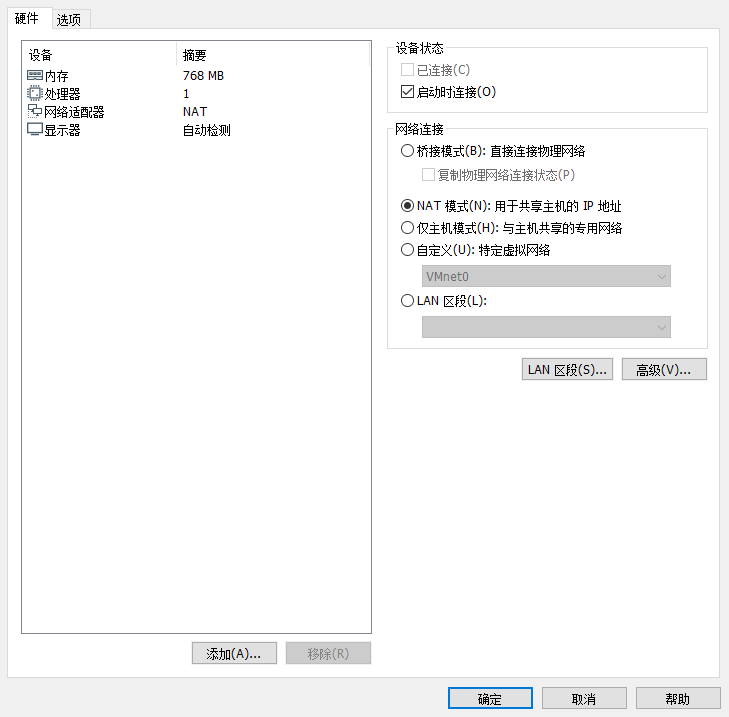 硬件 选项
设备 摘要
内存 768 MB
处理器 1
网络适配器 NAT
显示器 自动检测
添加(A)... 移除(R)
设备状态
已连接(C)
启动时连接(O)
网络连接
桥接模式(B): 直接连接物理网络
复制物理网络连接状态(P)
NAT 模式(N): 用于共享主机的 IP 地址
仅主机模式(H): 与主机共享的专用网络
自定义(U): 特定虚拟网络
VMnet0
LAN 区段(L):
LAN 区段(S)... 高级(V)...
确定 取消 帮助